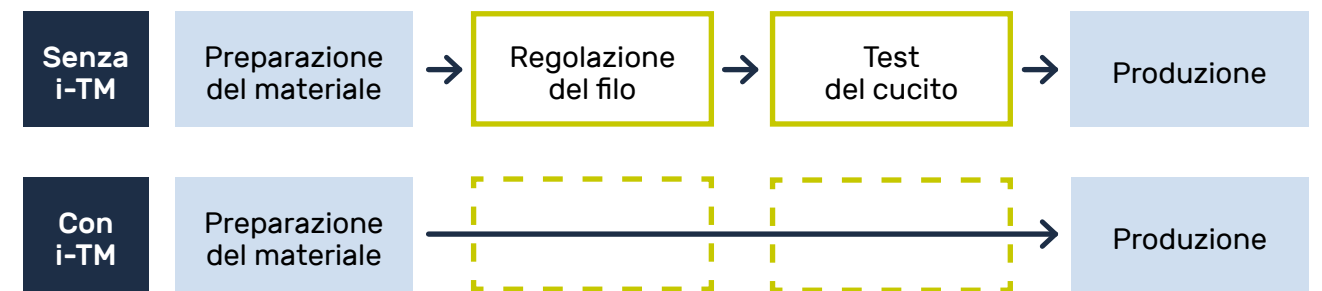 Senza
i-TM
Preparazione
del materiale
Regolazione
del filo
Test
del cucito
Produzione
Con
i-TM
Preparazione
del materiale
Produzione